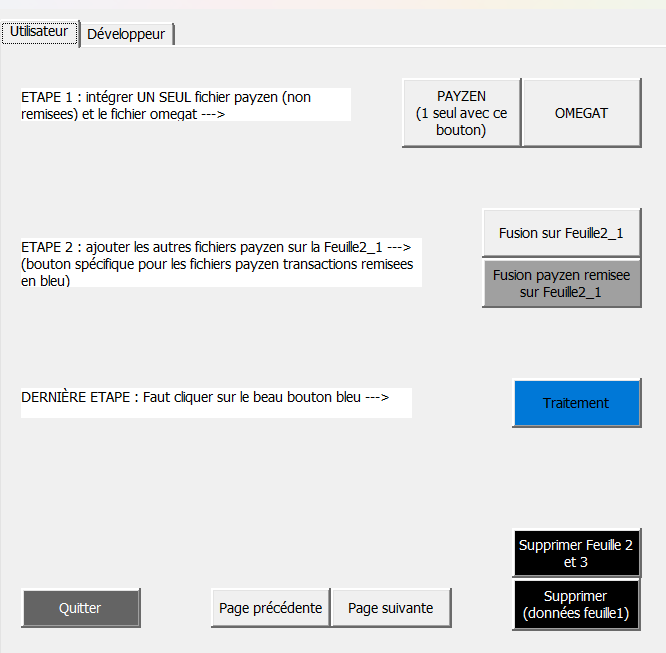 Utilisateur
Développeur
ETAPE 1 : intégrer UN SEUL fichier payzen (non
remisees) et le fichier omegat --->
PAYZEN
(1 seul avec ce
bouton)
OMEGAT
ETAPE 2 : ajouter les autres fichiers payzen sur la Feuille2_1 --->
(bouton spécifique pour les fichiers payzen transactions remisees
en bleu)
Fusion sur Feuille2_1
Fusion payzen remisee
sur Feuille2_1
DERNIÈRE ETAPE : Faut cliquer sur le beau bouton bleu --->
Traitement
Supprimer Feuille 2
et 3
Quitter
Page précédente
Page suivante
Supprimer
(données feuille1)